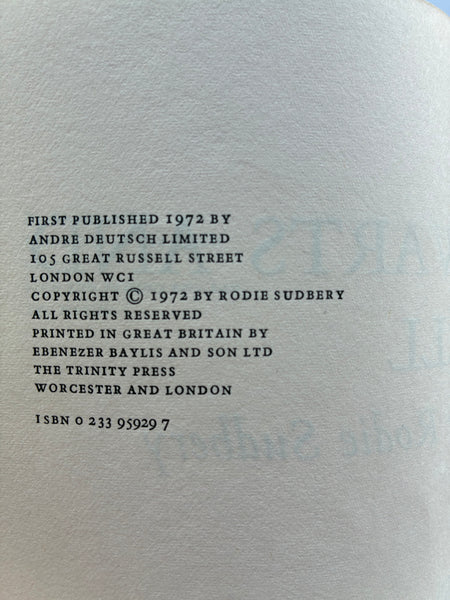 FIRST PUBLISHED 1972 BY
ANDRE DEUTSCH LIMITED
105 GREAT RUSSELL STREET
LONDON WC1
COPYRIGHT © 1972 BY RODIE SUDBERY
ALL RIGHTS RESERVED
PRINTED IN GREAT BRITAIN BY
EBENEZER BAYLIS AND SON LTD
THE TRINITY PRESS
WORCESTER AND LONDON
ISBN 0 233 95929 7
Rodie Sudbery